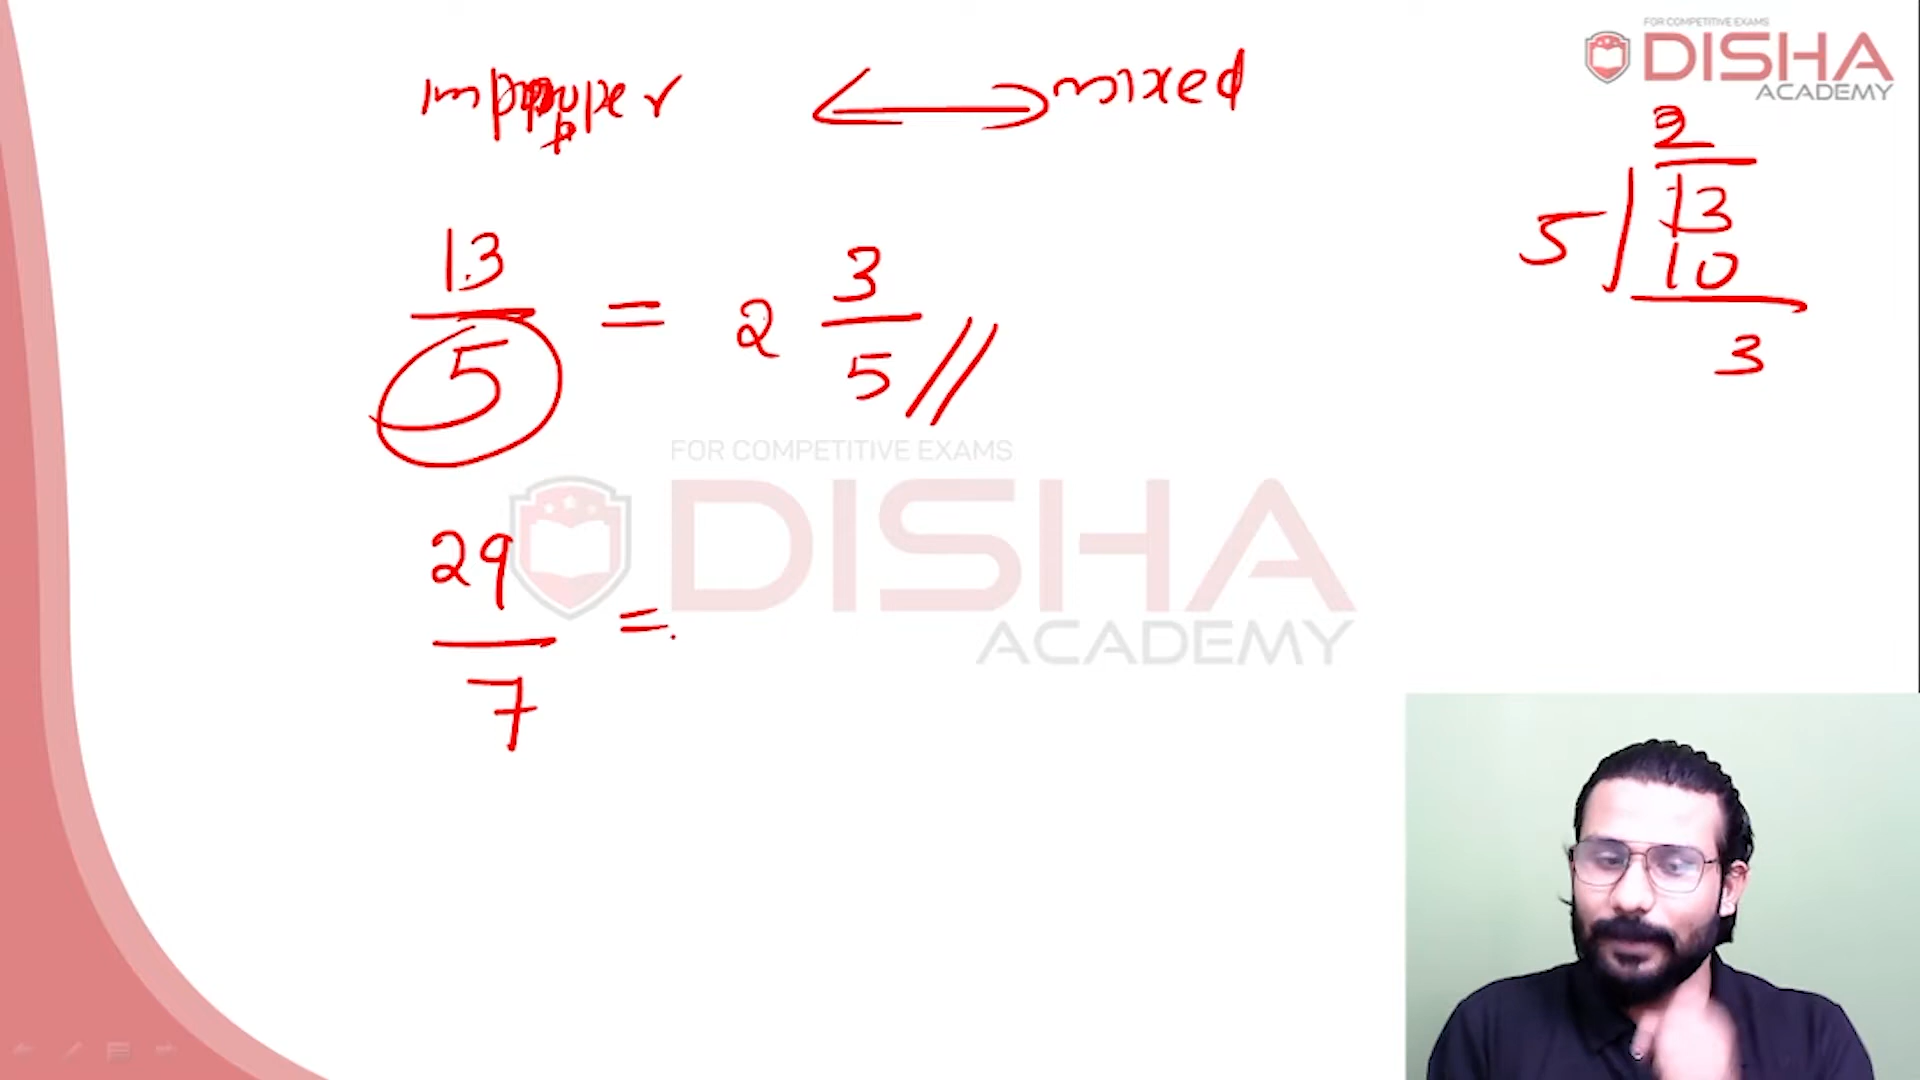 FOR COMPETITIVE EXAMS
DISHA
ACADEMY
improper ⟷ mixed
13/5 = 2 3/5 //
2
5 | 13
10
3
FOR COMPETITIVE EXAMS
DISHA
ACADEMY
29/7 =